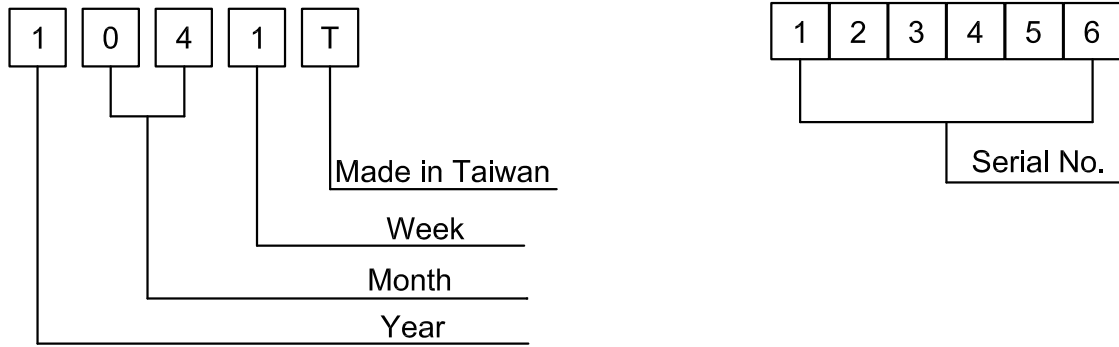 1 0 4 1 T
1 2 3 4 5 6
Made in Taiwan
Serial No.
Week
Month
Year